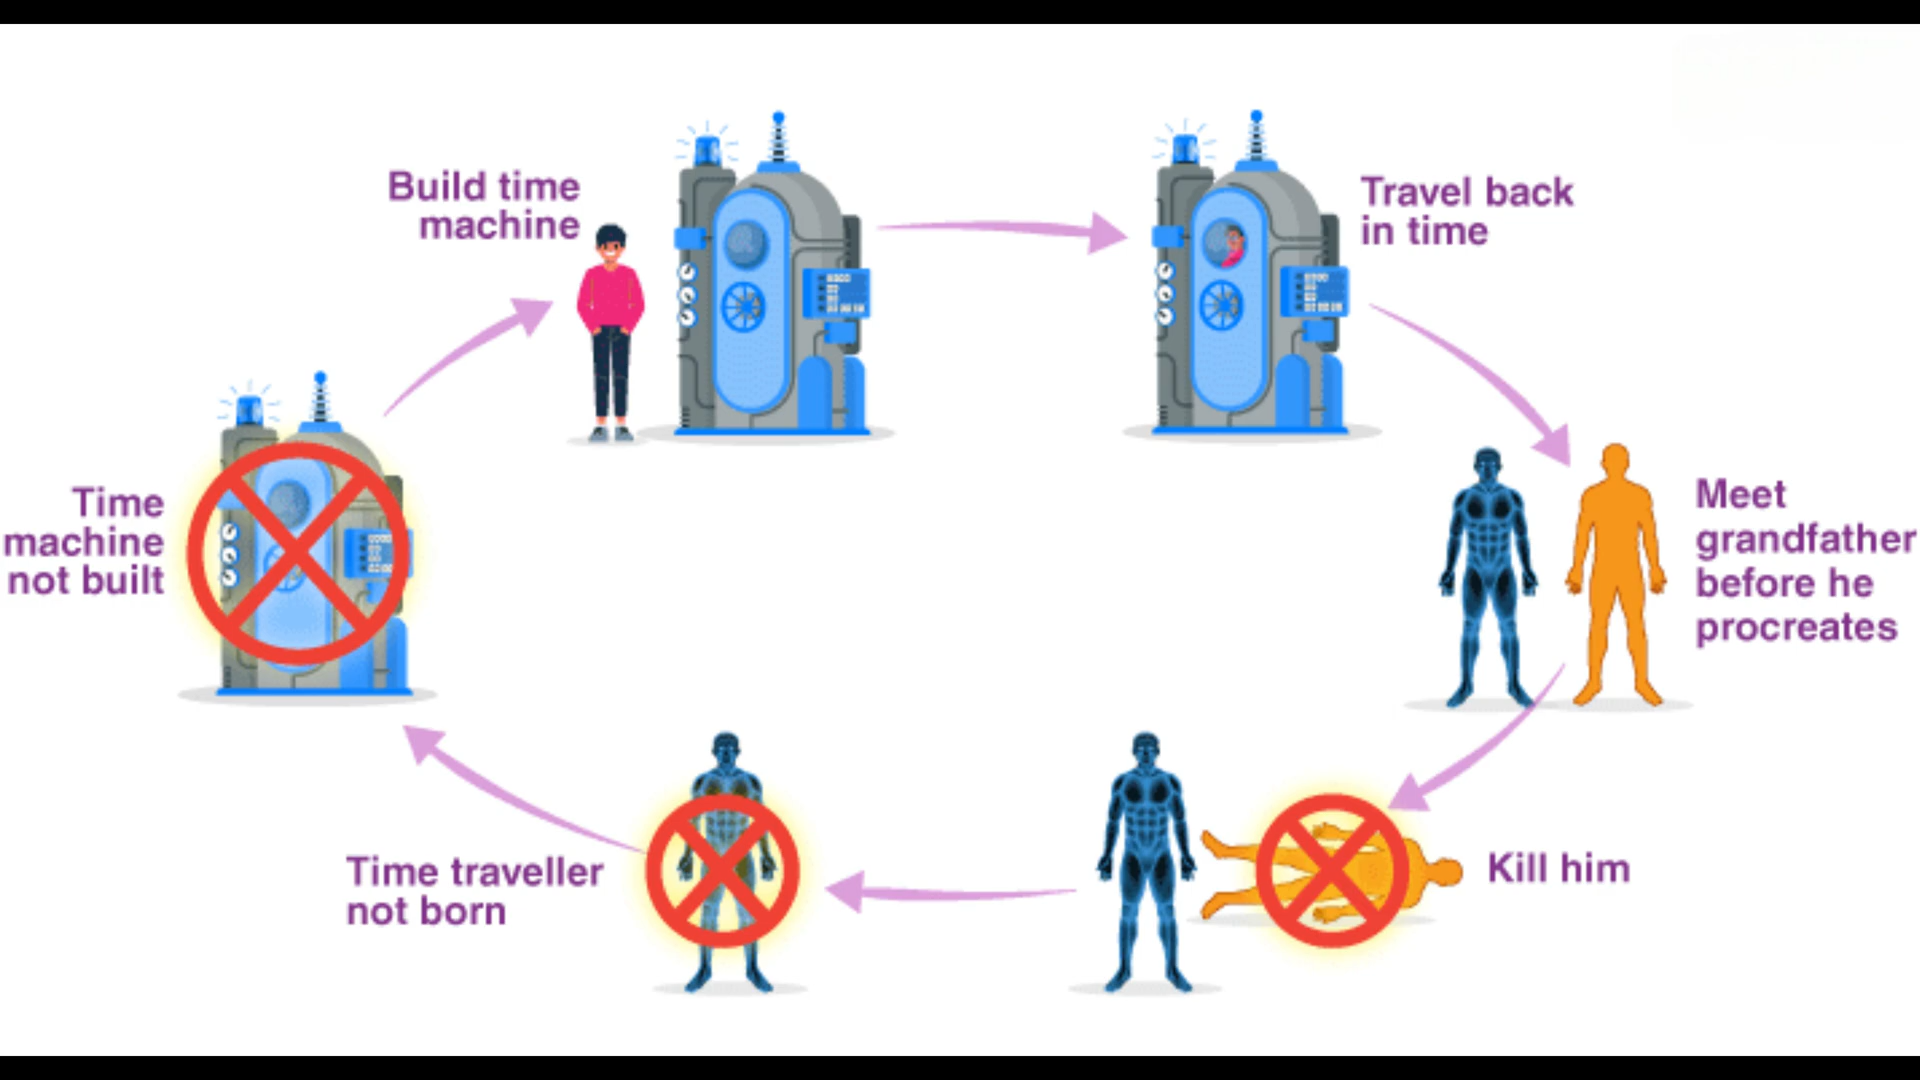 Build time
machine
Travel back
in time
Meet
grandfather
before he
procreates
Kill him
Time traveller
not born
Time
machine
not built